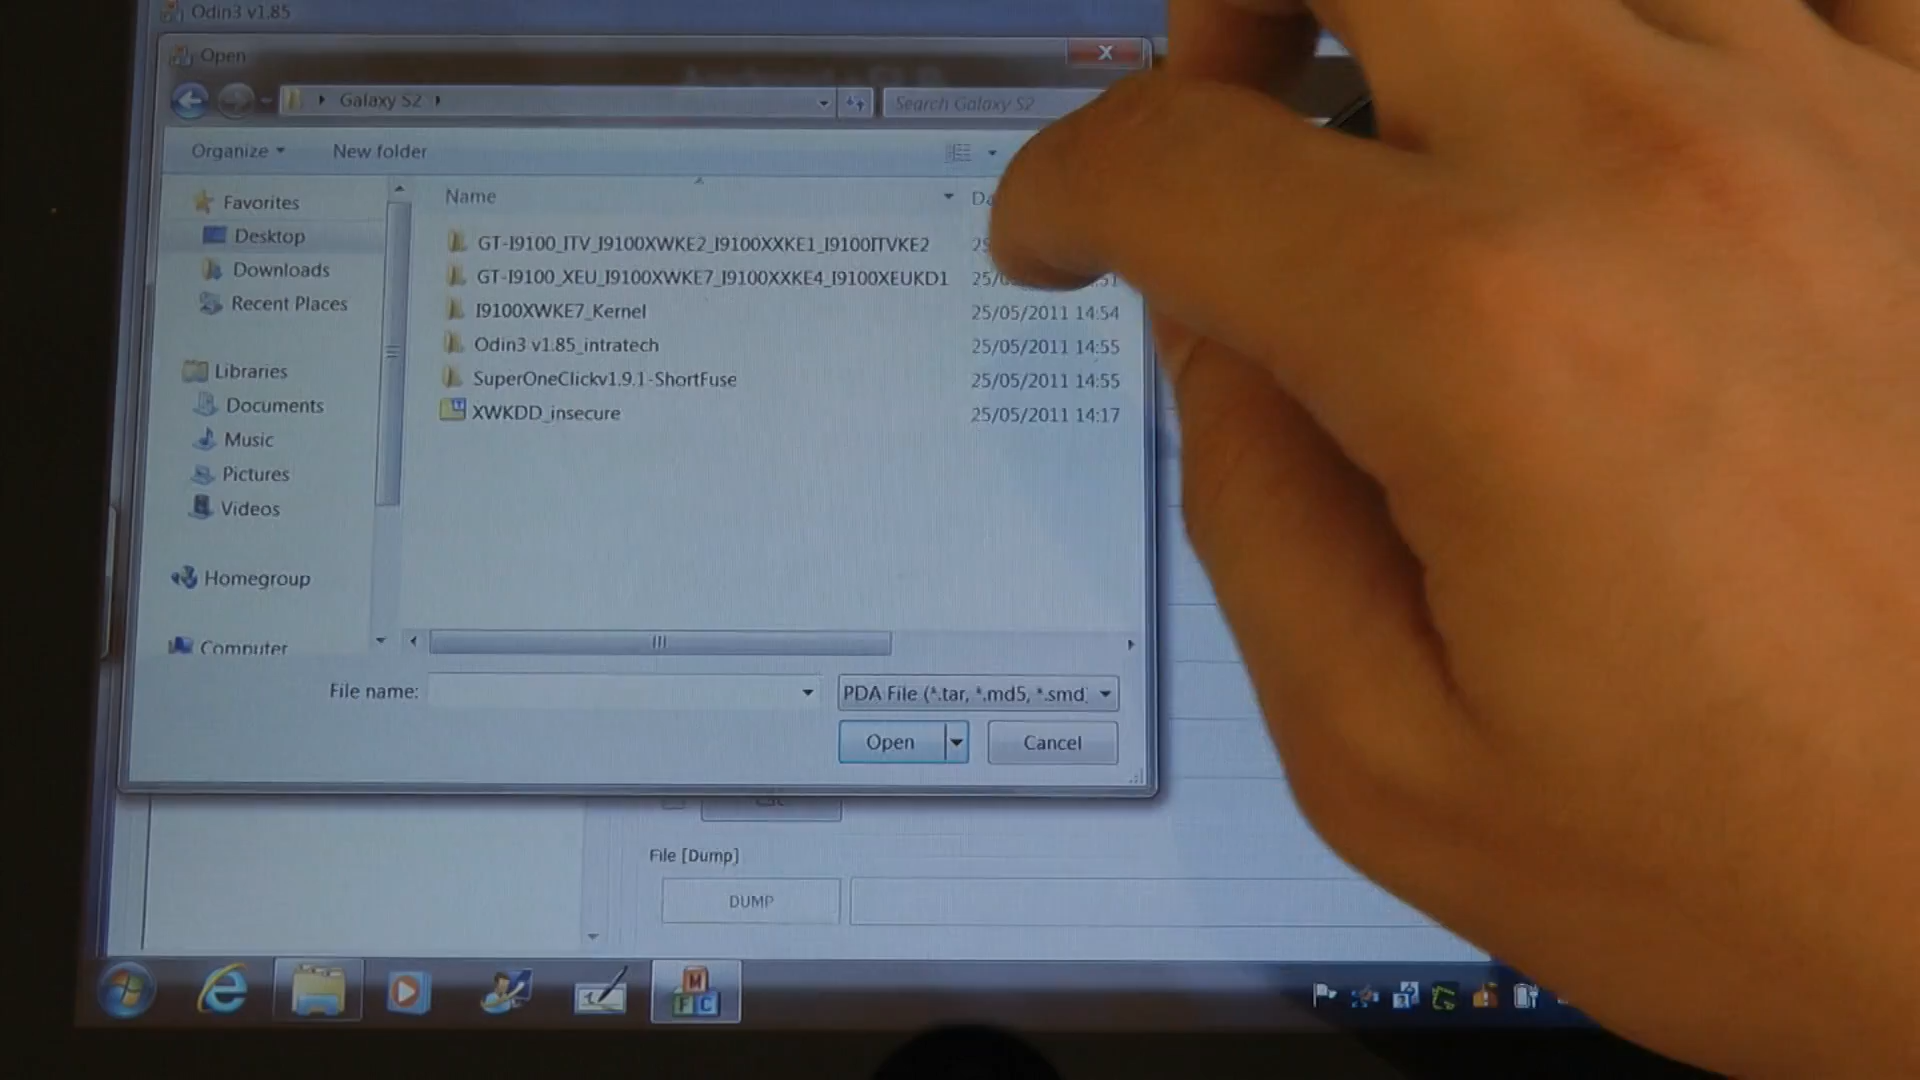 Odin3 v1.85
Open
Galaxy S2
Search Galaxy S2
Organize
New folder
Name
Favorites
Desktop
Downloads
Recent Places
Libraries
Documents
Music
Pictures
Videos
Homegroup
Computer
GT-I9100_ITV_I9100XWKE2_I9100XXKE1_I9100ITVKE2
GT-I9100_XEU_I9100XWKE7_I9100XXKE4_I9100XEUKD1
I9100XWKE7_Kernel 25/05/2011 14:54
Odin3 v1.85_intratech 25/05/2011 14:55
SuperOneClickv1.9.1-ShortFuse 25/05/2011 14:55
XWKDD_insecure 25/05/2011 14:17
File name:
PDA File (*.tar, *.md5, *.smd
Open
Cancel
File [Dump]
DUMP
M
F C